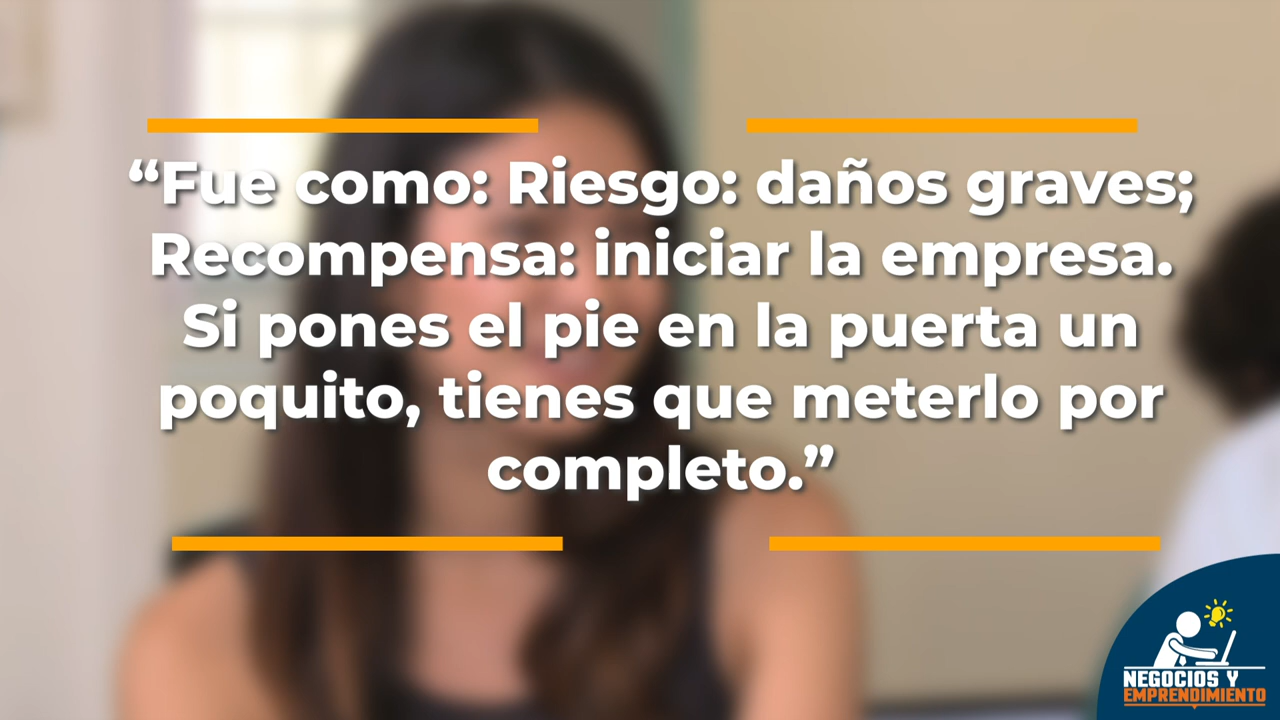 “Fue como: Riesgo: daños graves;
Recompensa: iniciar la empresa.
Si pones el pie en la puerta un
poquito, tienes que meterlo por
completo.”
NEGOCIOS Y
EMPRENDIMIENTO